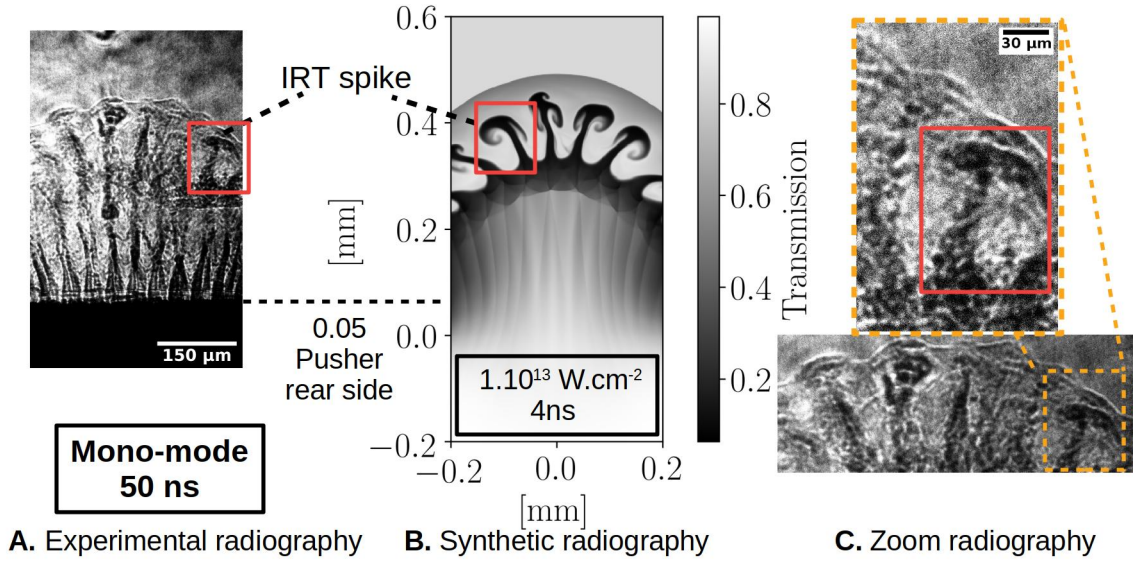 150 µm
IRT spike
0.05
Pusher
rear side
Mono-mode
50 ns
A. Experimental radiography
0.6
0.4
0.2
0.0
−0.2
[mm]
1.10¹³ W.cm⁻²
4ns
−0.2
0.0
0.2
[mm]
0.8
0.6
0.4
0.2
Transmission
B. Synthetic radiography
30 µm
C. Zoom radiography